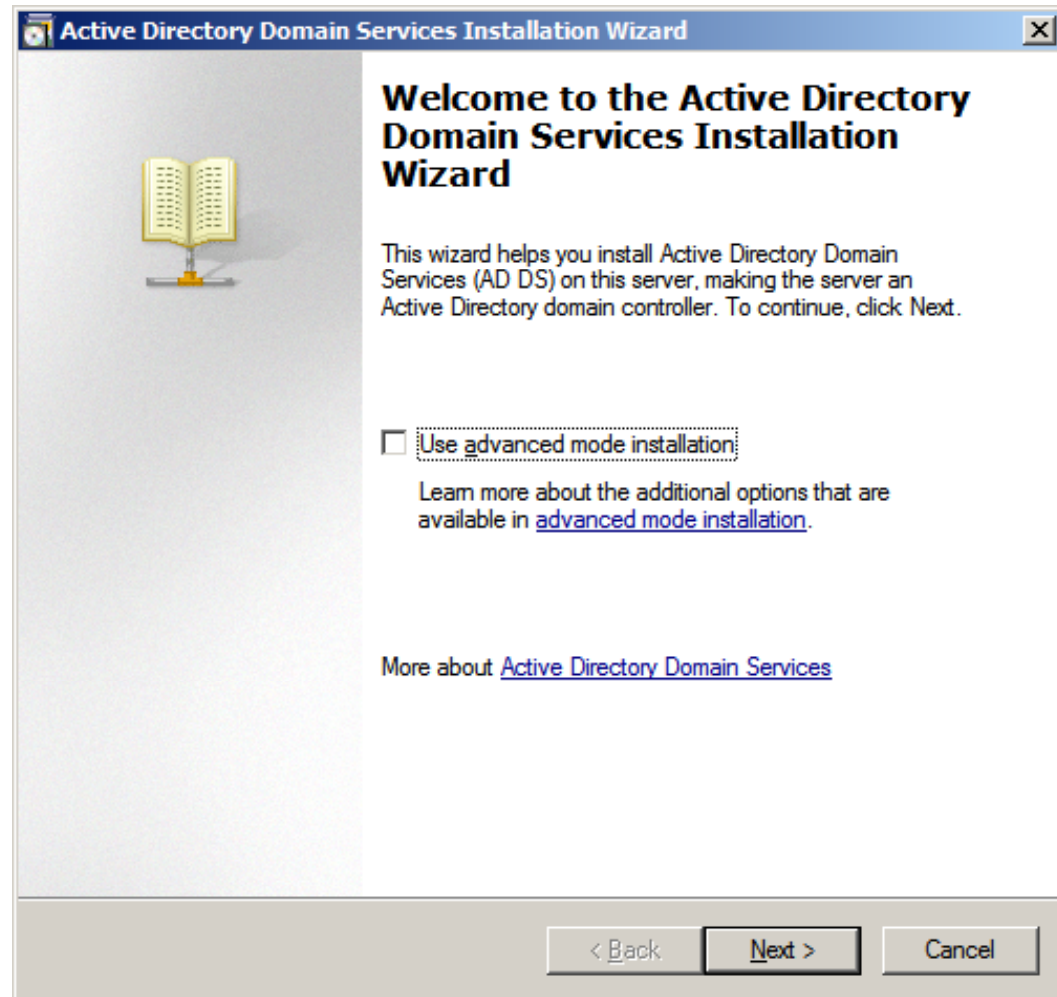 Active Directory Domain Services Installation Wizard
Welcome to the Active Directory
Domain Services Installation
Wizard
This wizard helps you install Active Directory Domain
Services (AD DS) on this server, making the server an
Active Directory domain controller. To continue, click Next.
Use advanced mode installation
Learn more about the additional options that are
available in advanced mode installation.
More about Active Directory Domain Services
< Back
Next >
Cancel